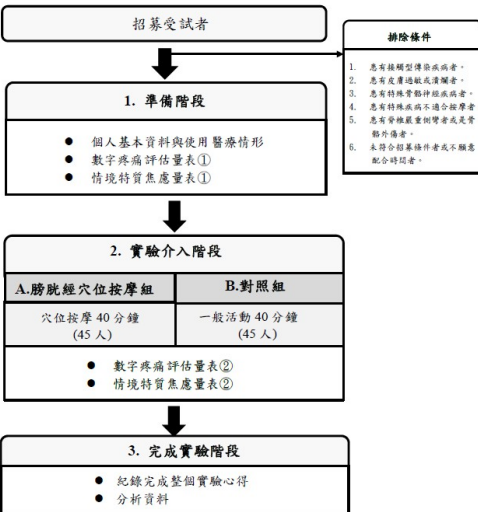 招募受試者
排除條件
1. 患有接觸型傳染疾病者。
2. 患有皮膚過敏或潰爛者。
3. 患有特殊骨骼神經疾病者。
4. 患有特殊疾病不適合按摩者
5. 患有脊椎嚴重側彎者或是骨
骼外傷者。
6. 未符合招募條件者或不願意
配合時間者。
1. 準備階段
● 個人基本資料與使用醫療情形
● 數字疼痛評估量表①
● 情境特質焦慮量表①
2. 實驗介入階段
A.膀胱經穴位按摩組
B.對照組
穴位按摩 40 分鐘
(45 人)
一般活動 40 分鐘
(45 人)
● 數字疼痛評估量表②
● 情境特質焦慮量表②
3. 完成實驗階段
● 紀錄完成整個實驗心得
● 分析資料